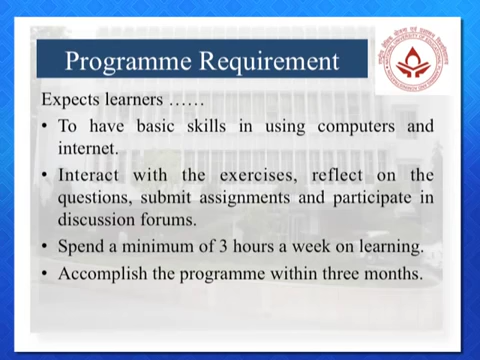 Programme Requirement
Expects learners ……
• To have basic skills in using computers and
internet.
• Interact with the exercises, reflect on the
questions, submit assignments and participate in
discussion forums.
• Spend a minimum of 3 hours a week on learning.
• Accomplish the programme within three months.